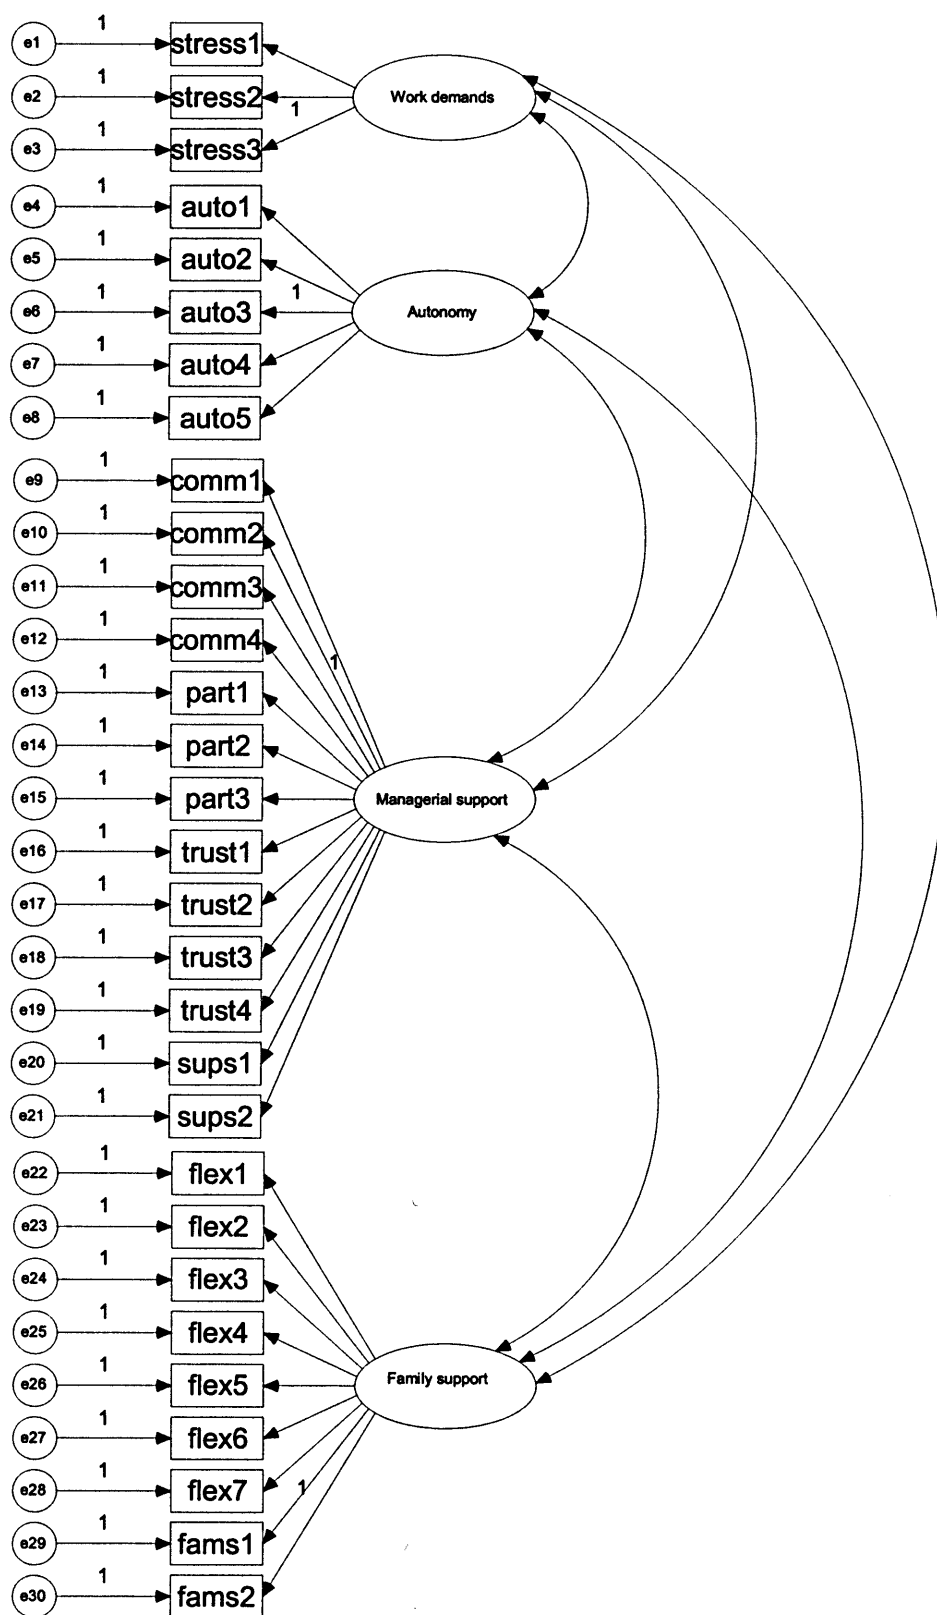 e1 1 stress1
e2 1 stress2 1 Work demands
e3 1 stress3
e4 1 auto1
e5 1 auto2
e6 1 auto3 1 Autonomy
e7 1 auto4
e8 1 auto5
e9 1 comm1
e10 1 comm2
e11 1 comm3
e12 1 comm4 1
e13 1 part1
e14 1 part2
e15 1 part3 Managerial support
e16 1 trust1
e17 1 trust2
e18 1 trust3
e19 1 trust4
e20 1 sups1
e21 1 sups2
e22 1 flex1
e23 1 flex2
e24 1 flex3
e25 1 flex4
e26 1 flex5 Family support
e27 1 flex6
e28 1 flex7 1
e29 1 fams1
e30 1 fams2